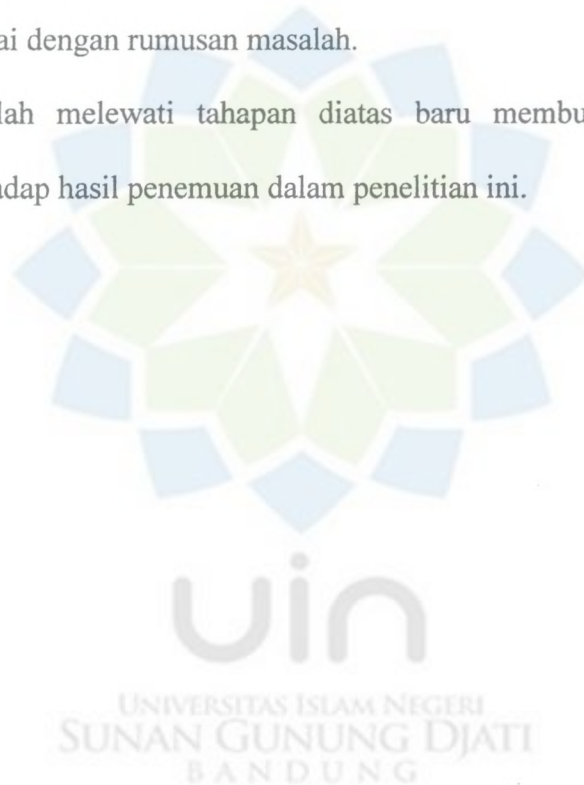 ai dengan rumusan masalah.
lah melewati tahapan diatas baru membu
adap hasil penemuan dalam penelitian ini.
uin
UNIVERSITAS ISLAM NEGERI
SUNAN GUNUNG DJATI
BANDUNG